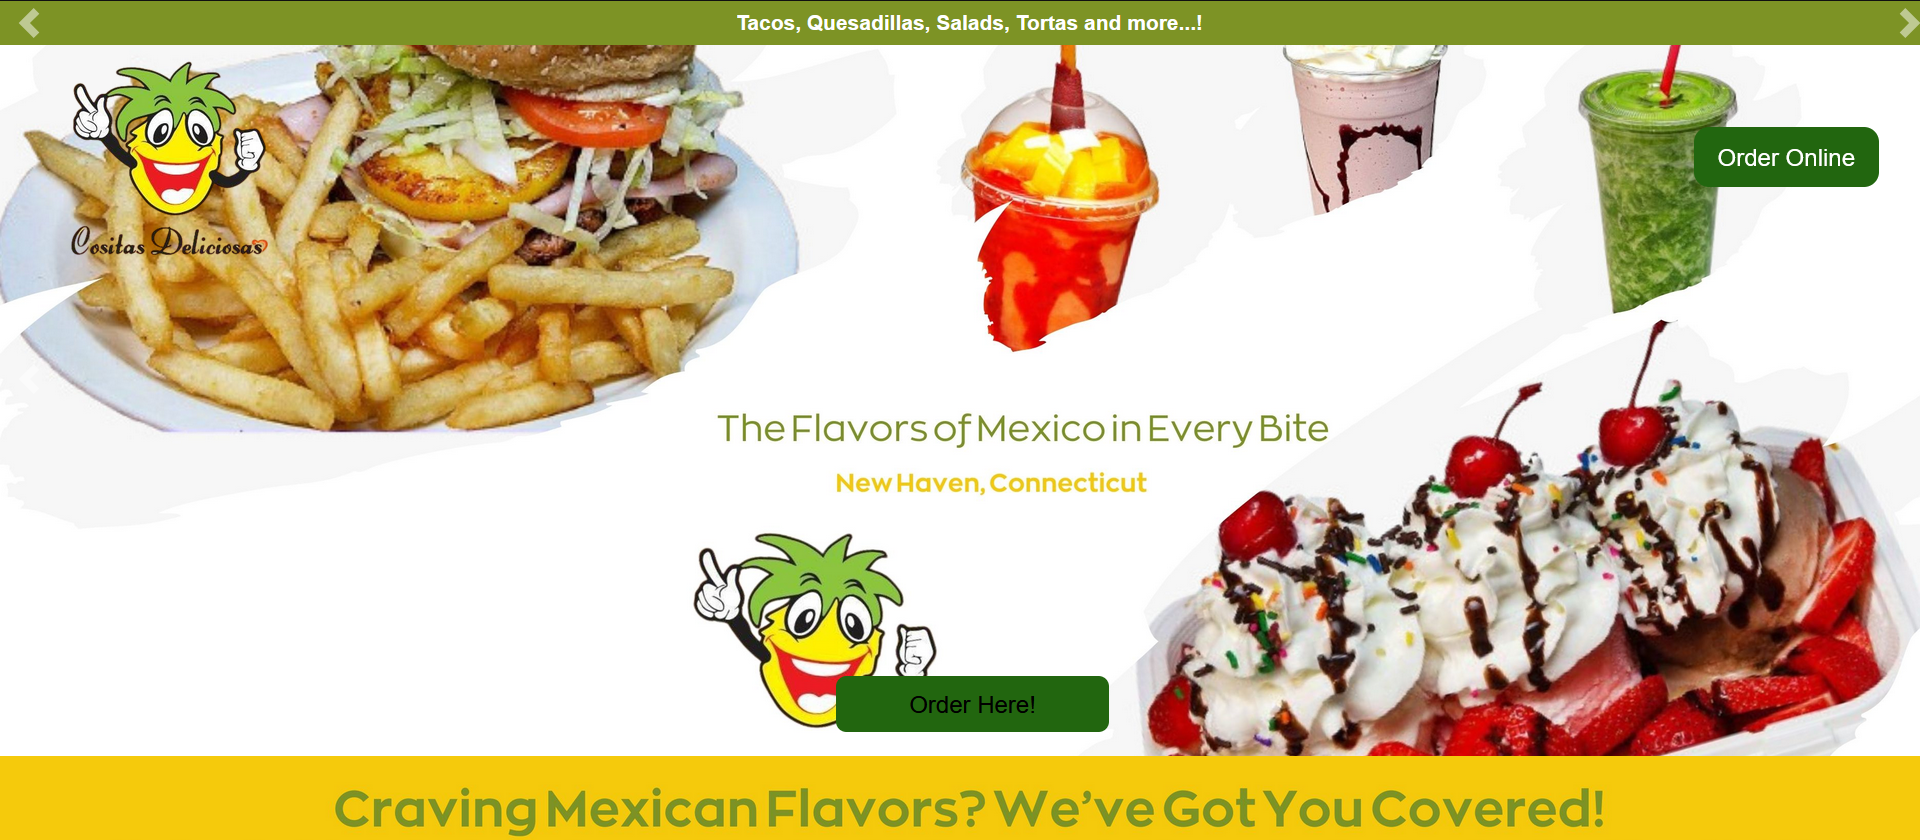 Tacos, Quesadillas, Salads, Tortas and more...!
Cositas Deliciosas
Order Online
The Flavors of Mexico in Every Bite
New Haven, Connecticut
Order Here!
Craving Mexican Flavors? We've Got You Covered!